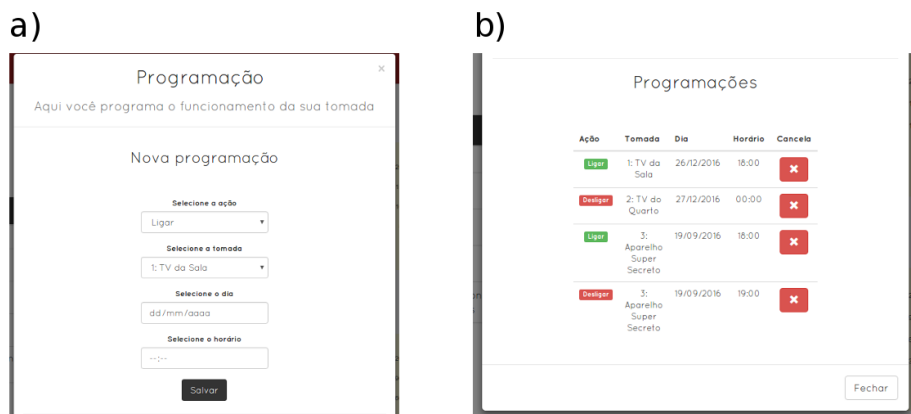 a)
Programação
×
Aqui você programa o funcionamento da sua tomada
Nova programação
Selecione a ação
Ligar
Selecione a tomada
1: TV da Sala
Selecione o dia
dd/mm/aaaa
Selecione o horário
--:--
Salvar
b)
Programações
Ação Tomada Dia Horário Cancela
Ligar 1: TV da 26/12/2016 18:00
Sala
Desligar 2: TV do 27/12/2016 00:00
Quarto
Ligar 3: 19/09/2016 18:00
Aparelho
Super
Secreto
Desligar 3: 19/09/2016 19:00
Aparelho
Super
Secreto
Fechar